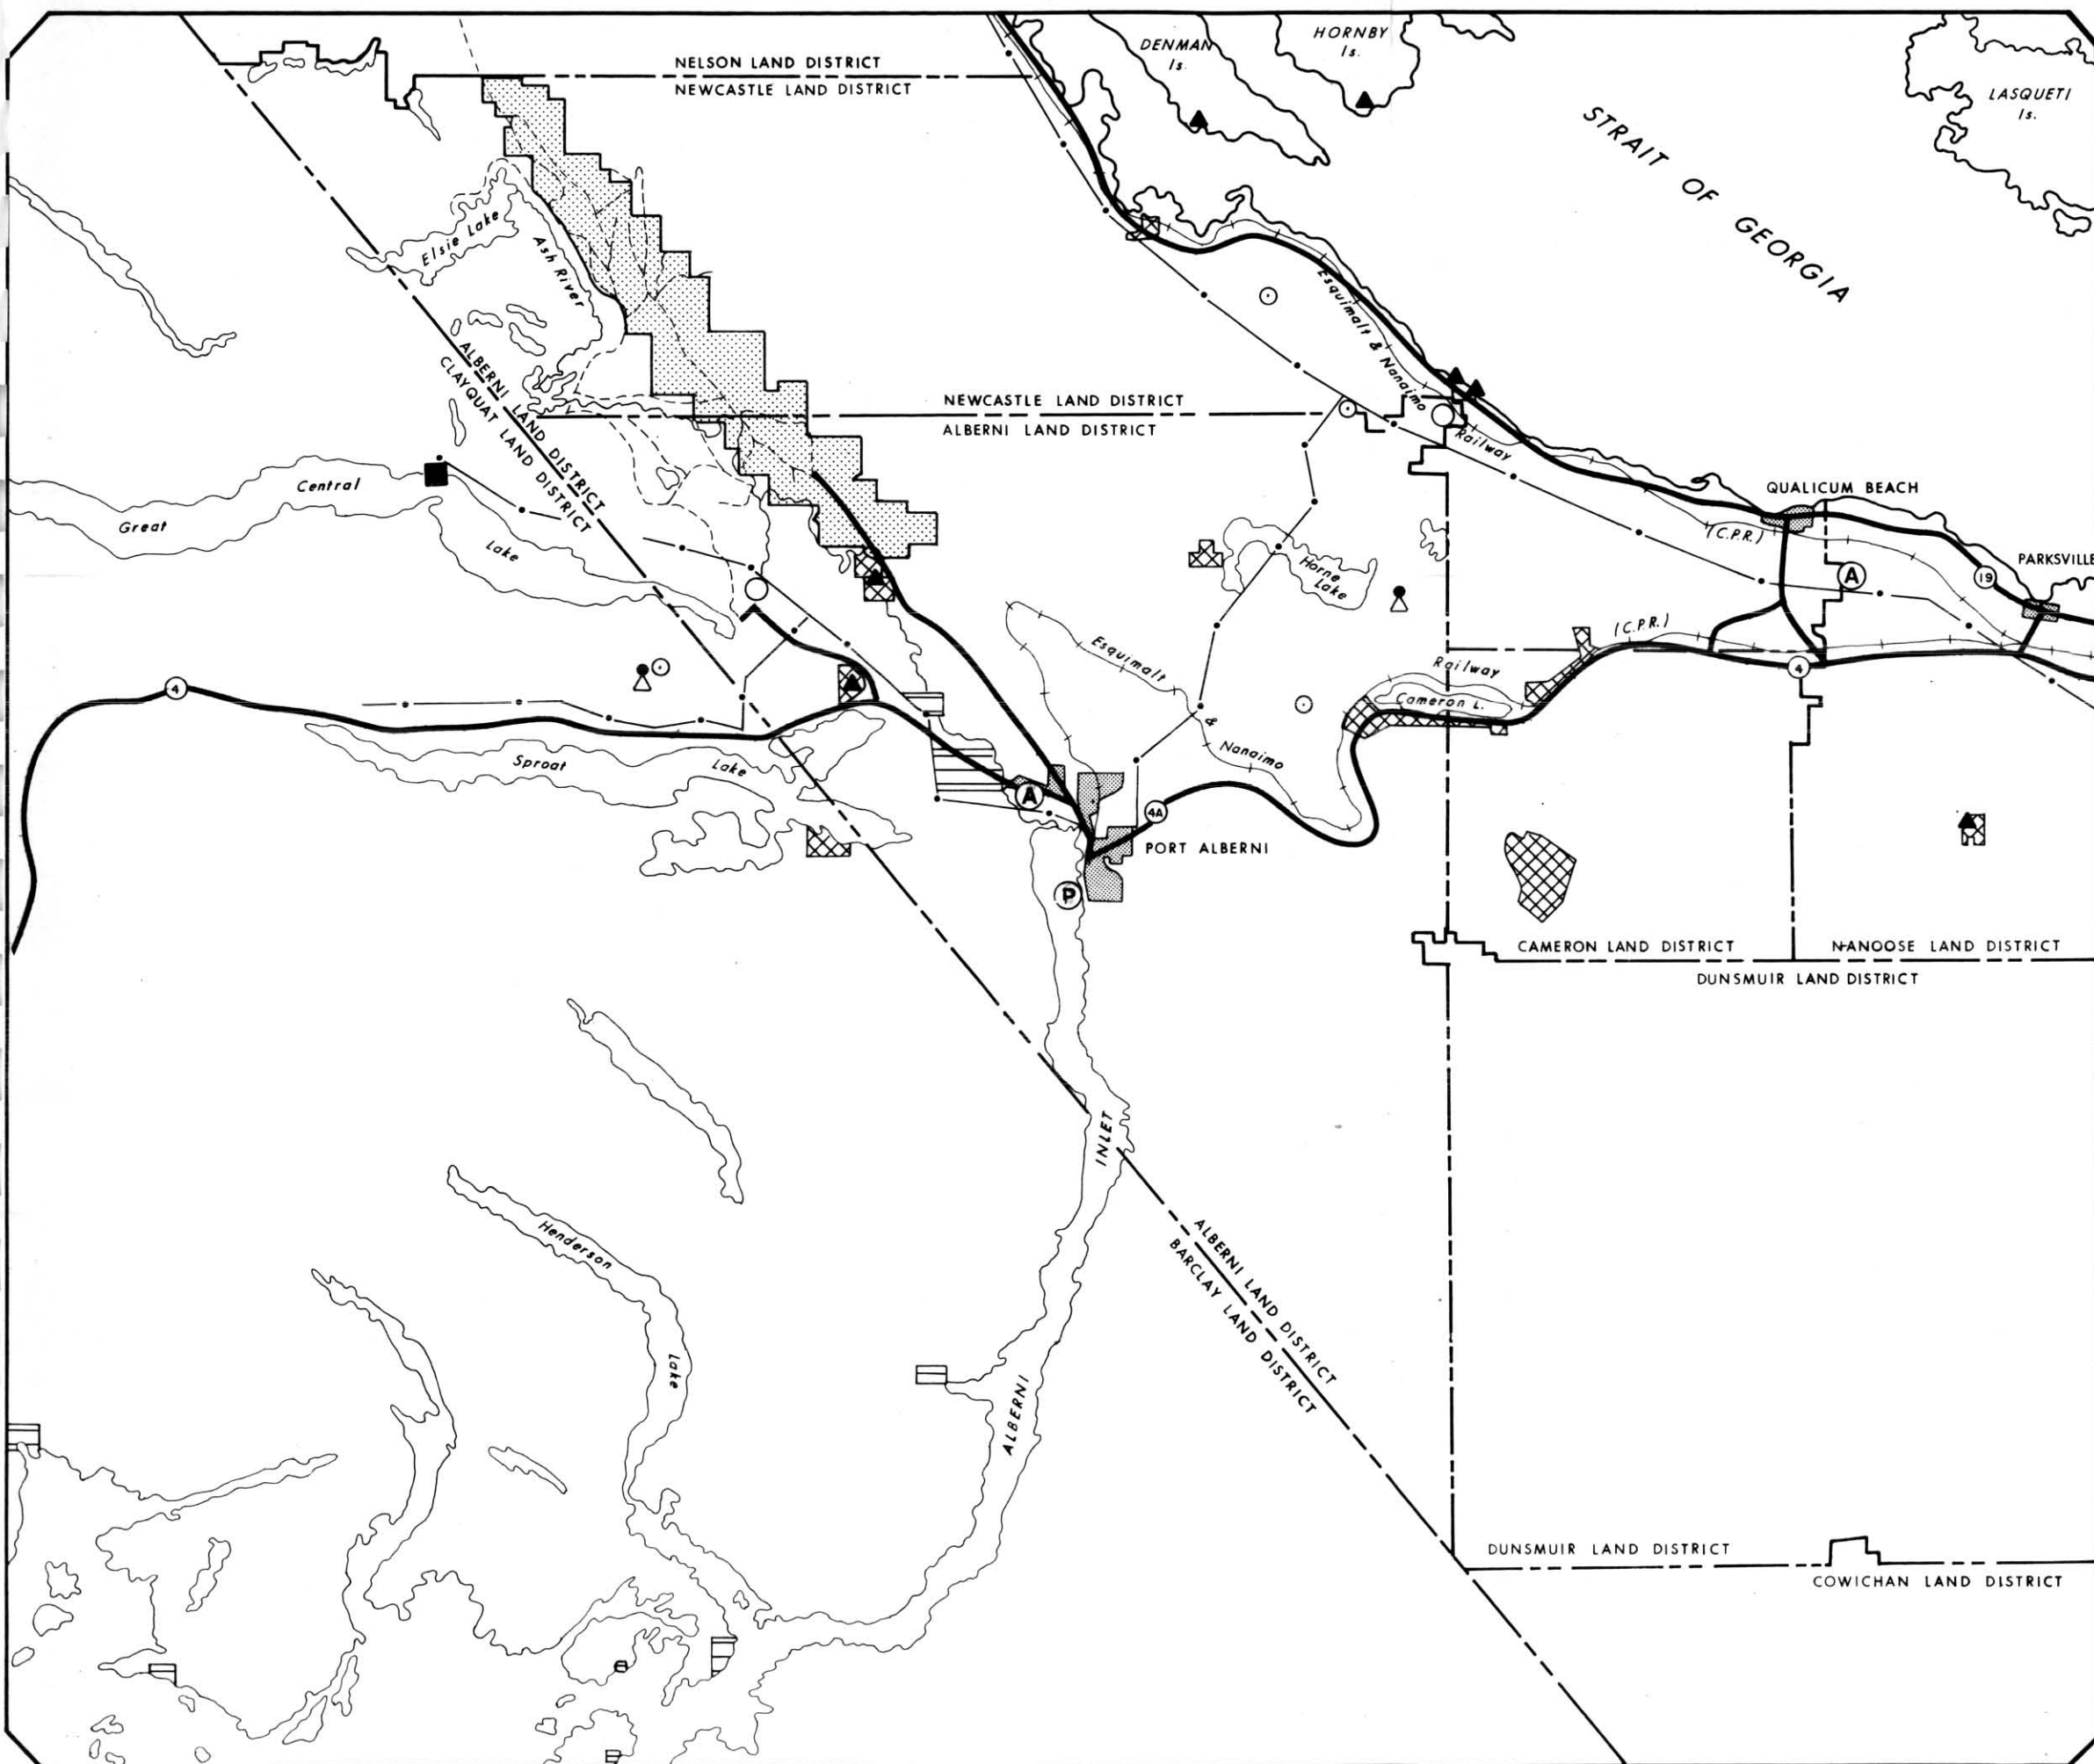 NELSON LAND DISTRICT
NEWCASTLE LAND DISTRICT
DENMAN
Is.
HORNBY
Is.
LASQUETI
Is.
STRAIT OF GEORGIA
Elsie Lake
Ash River
ALBERNI LAND DISTRICT
CLAYQUAT LAND DISTRICT
NEWCASTLE LAND DISTRICT
ALBERNI LAND DISTRICT
Esquimalt & Nanaimo
Railway
(C.P.R.)
QUALICUM BEACH
PARKSVILLE
19
A
Great
Central
Lake
Horne
Lake
Esquimalt
&
Nanaimo
Railway
(C.P.R.)
Cameron L.
4
4
Sproat
Lake
A
4A
PORT ALBERNI
P
CAMERON LAND DISTRICT
NANOOSE LAND DISTRICT
DUNSMUIR LAND DISTRICT
ALBERNI
INLET
Henderson
Lake
ALBERNI LAND DISTRICT
BARCLAY LAND DISTRICT
DUNSMUIR LAND DISTRICT
COWICHAN LAND DISTRICT